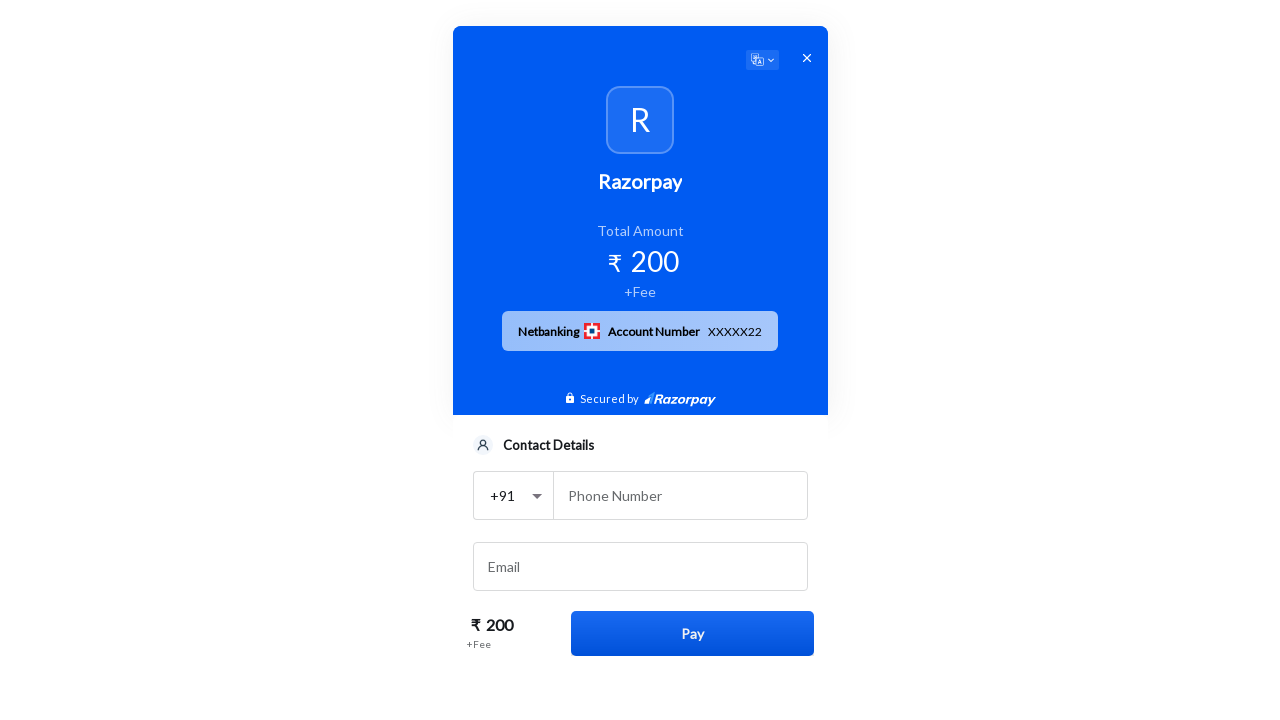 R
Razorpay
Total Amount
₹ 200
+Fee
Netbanking Account Number XXXXX22
Secured by Razorpay
Contact Details
+91 Phone Number
Email
₹ 200
+Fee
Pay